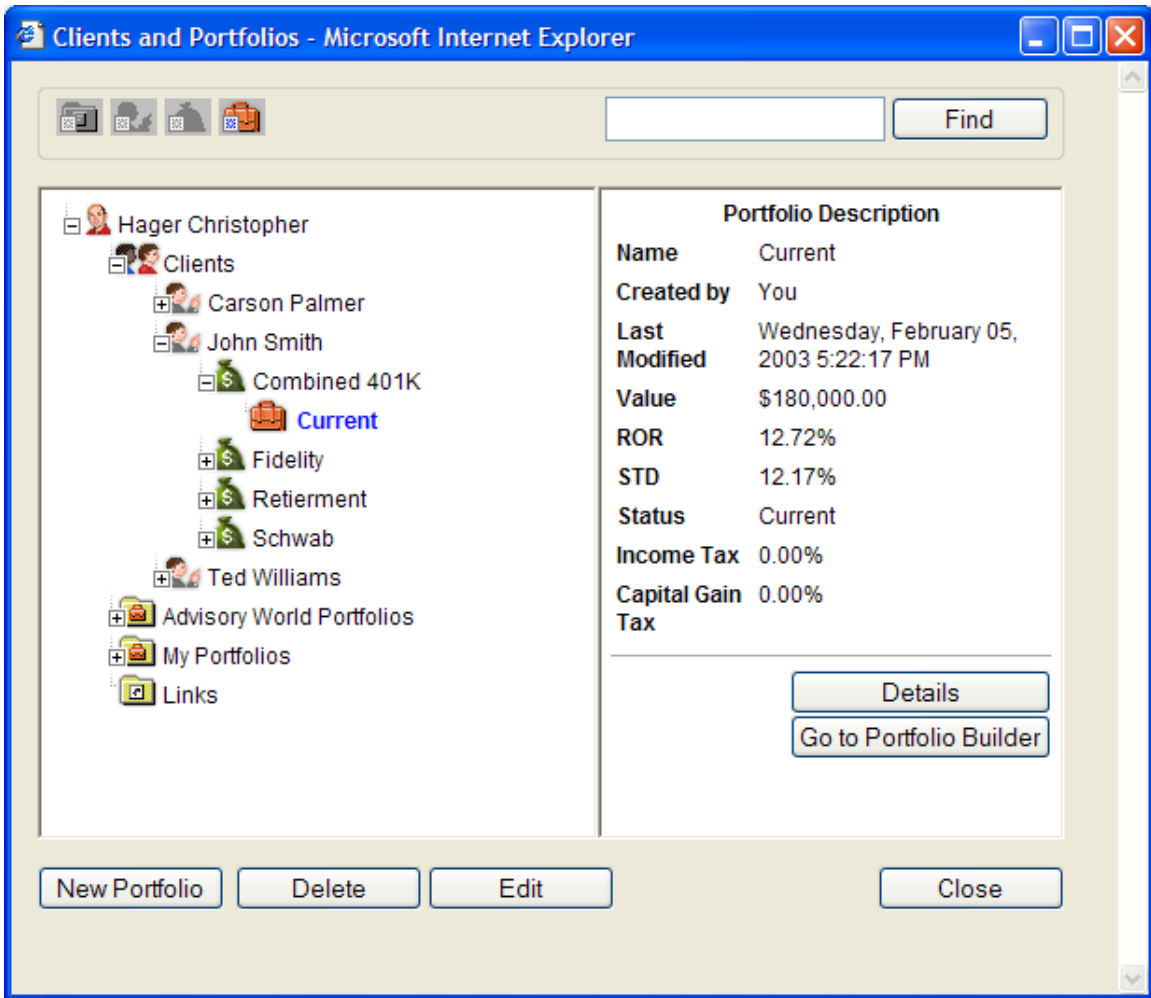 Clients and Portfolios - Microsoft Internet Explorer
Find
Hager Christopher
Clients
Carson Palmer
John Smith
Combined 401K
Current
Fidelity
Retierment
Schwab
Ted Williams
Advisory World Portfolios
My Portfolios
Links
Portfolio Description
Name Current
Created by You
Last Wednesday, February 05,
Modified 2003 5:22:17 PM
Value $180,000.00
ROR 12.72%
STD 12.17%
Status Current
Income Tax 0.00%
Capital Gain 0.00%
Tax
Details
Go to Portfolio Builder
New Portfolio Delete Edit Close